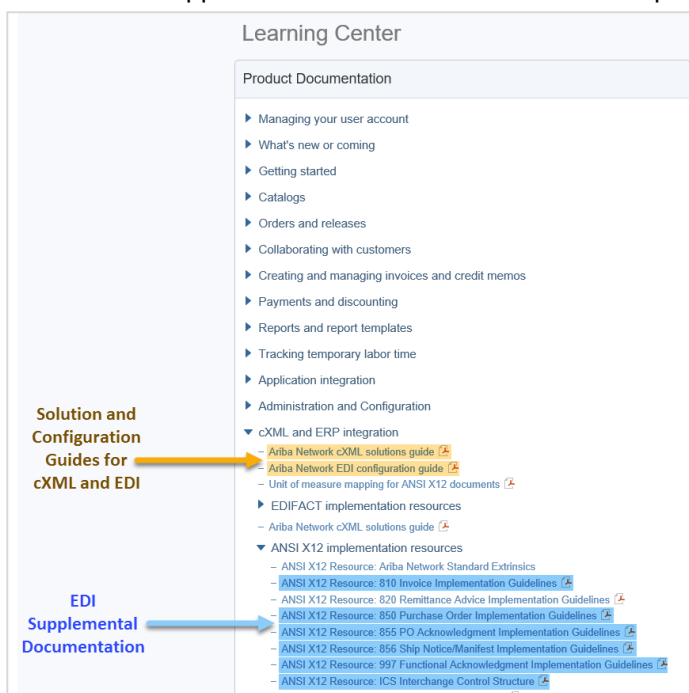 Learning Center
Product Documentation
Managing your user account
What's new or coming
Getting started
Catalogs
Orders and releases
Collaborating with customers
Creating and managing invoices and credit memos
Payments and discounting
Reports and report templates
Tracking temporary labor time
Application integration
Administration and Configuration
cXML and ERP integration
– Ariba Network cXML solutions guide
– Ariba Network EDI configuration guide
– Unit of measure mapping for ANSI X12 documents
EDIFACT implementation resources
– Ariba Network cXML solutions guide
ANSI X12 implementation resources
– ANSI X12 Resource: Ariba Network Standard Extrinsics
– ANSI X12 Resource: 810 Invoice Implementation Guidelines
– ANSI X12 Resource: 820 Remittance Advice Implementation Guidelines
– ANSI X12 Resource: 850 Purchase Order Implementation Guidelines
– ANSI X12 Resource: 855 PO Acknowledgment Implementation Guidelines
– ANSI X12 Resource: 856 Ship Notice/Manifest Implementation Guidelines
– ANSI X12 Resource: 997 Functional Acknowledgment Implementation Guidelines
– ANSI X12 Resource: ICS Interchange Control Structure
Solution and
Configuration
Guides for
cXML and EDI
EDI
Supplemental
Documentation